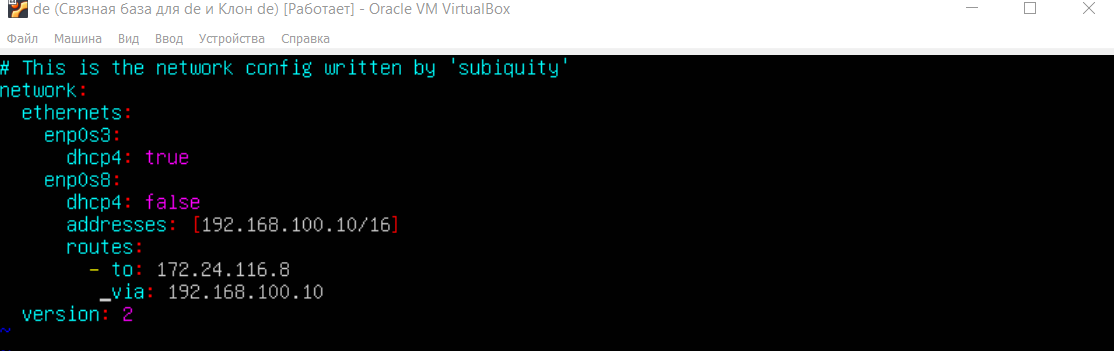 de (Связная база для de и Клон de) [Работает] - Oracle VM VirtualBox
Файл Машина Вид Ввод Устройства Справка
# This is the network config written by 'subiquity'
network:
  ethernets:
    enp0s3:
      dhcp4: true
    enp0s8:
      dhcp4: false
      addresses: [192.168.100.10/16]
      routes:
        - to: 172.24.116.8
          via: 192.168.100.10
  version: 2
~